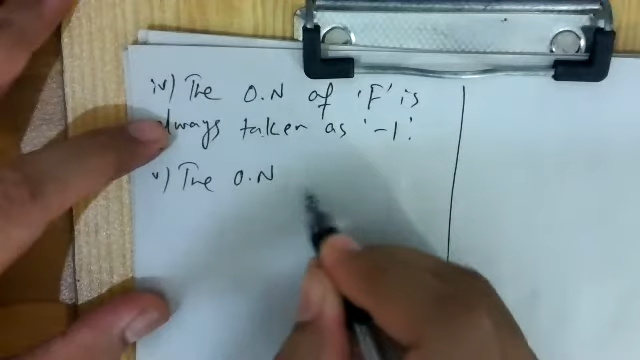 iv) The O.N of 'F' is
always taken as '-1'.
v) The O.N